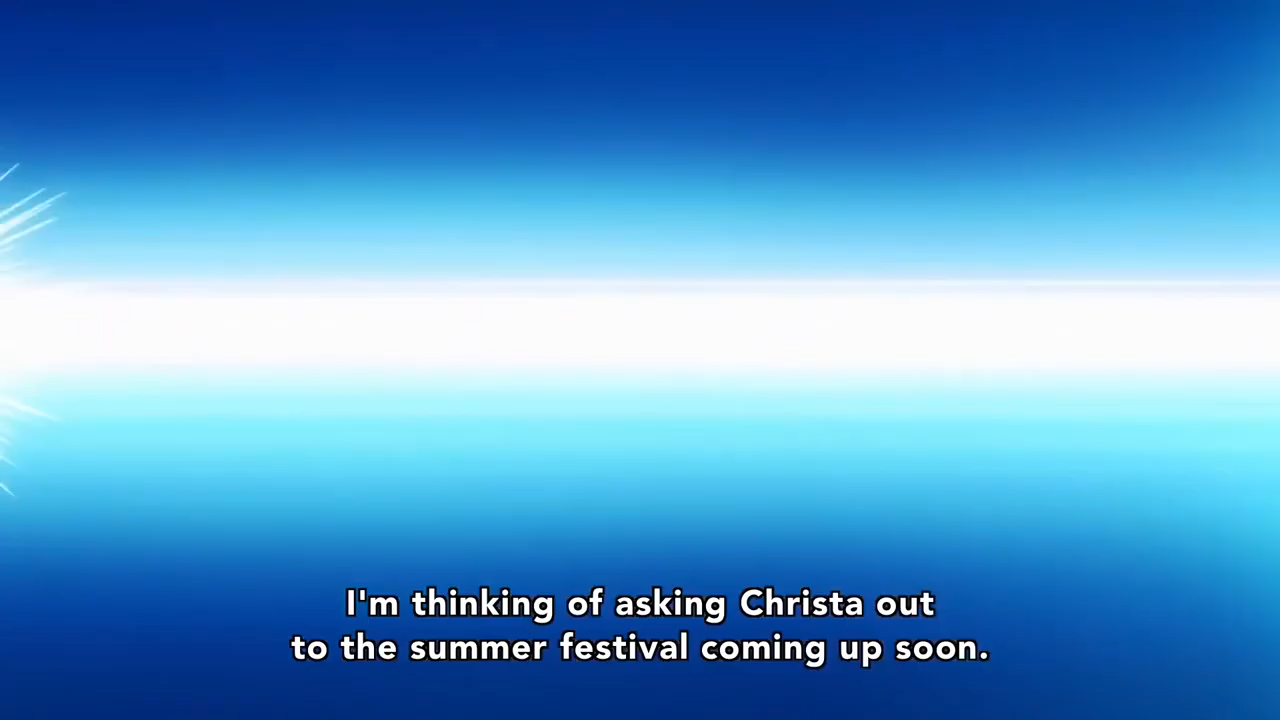 I'm thinking of asking Christa out
to the summer festival coming up soon.